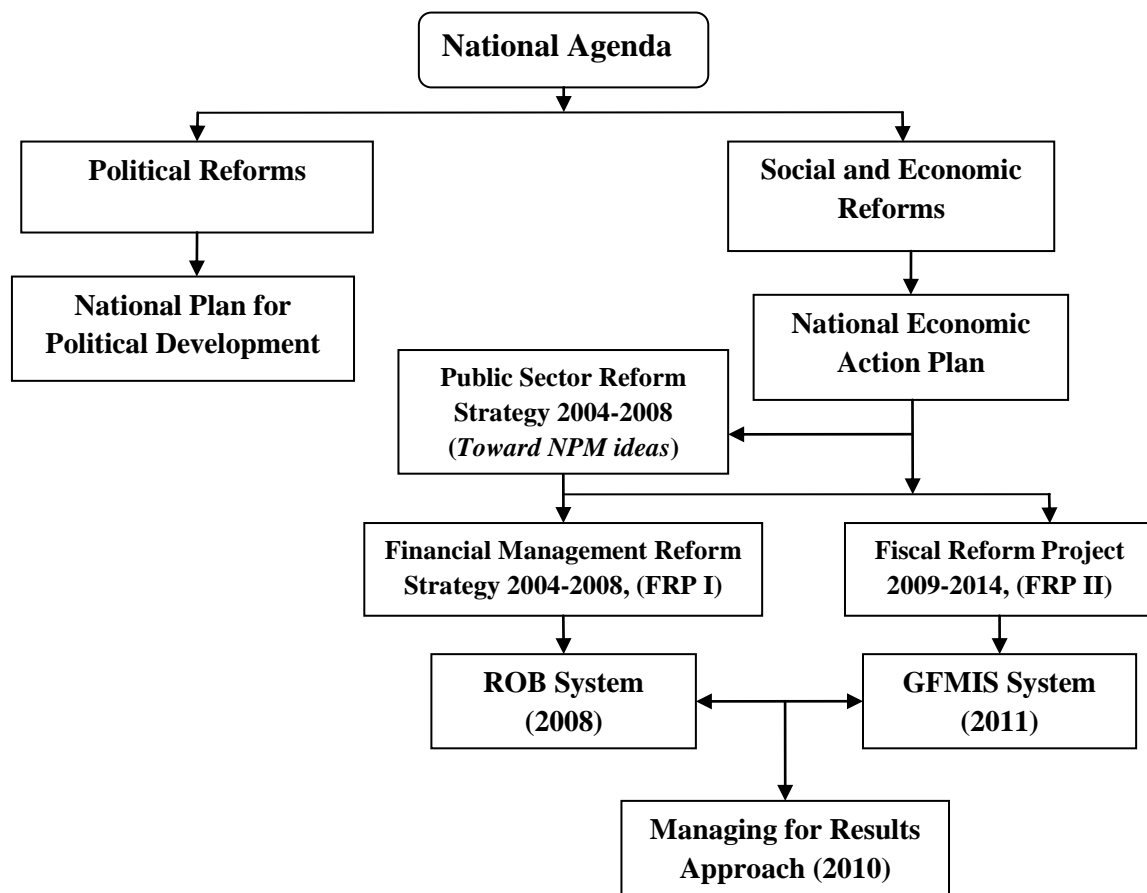 National Agenda
Political Reforms
Social and Economic
Reforms
National Plan for
Political Development
National Economic
Action Plan
Public Sector Reform
Strategy 2004-2008
(Toward NPM ideas)
Financial Management Reform
Strategy 2004-2008, (FRP I)
Fiscal Reform Project
2009-2014, (FRP II)
ROB System
(2008)
GFMIS System
(2011)
Managing for Results
Approach (2010)